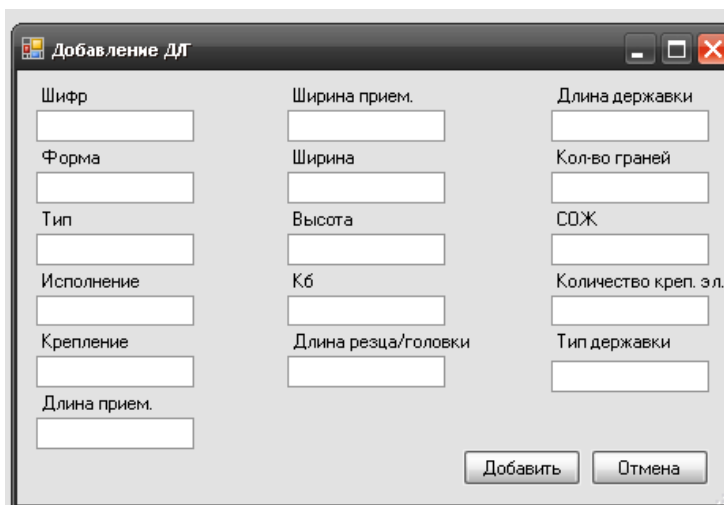 Добавление Д/Г
Шифр
Форма
Тип
Исполнение
Крепление
Длина прием.
Ширина прием.
Ширина
Высота
Кб
Длина резца/головки
Длина державки
Кол-во граней
СОЖ
Количество креп. эл.
Тип державки
Добавить
Отмена